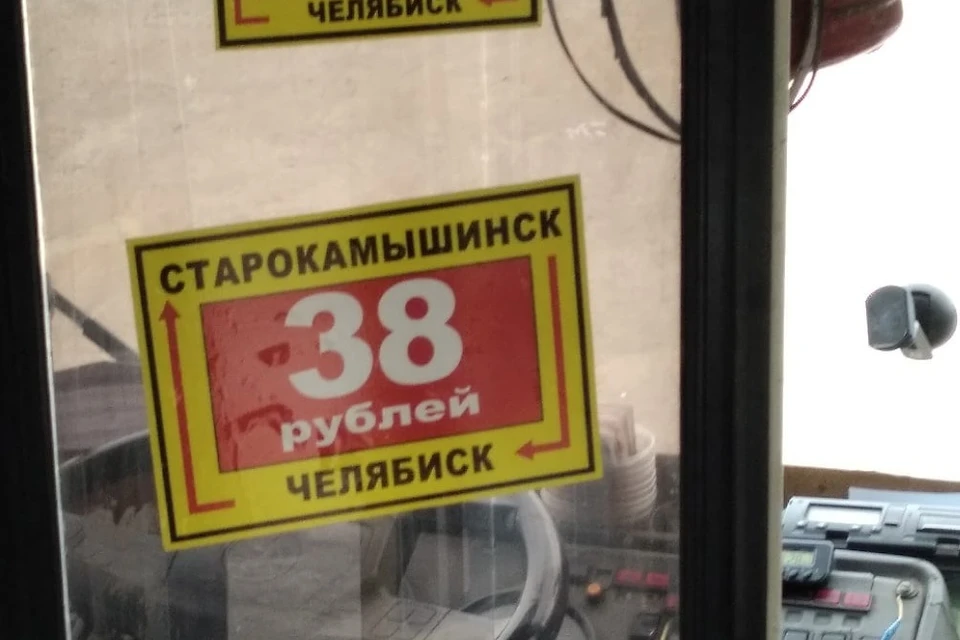 ЧЕЛЯБИСК
СТАРОКАМЫШИНСК
38
рублей
ЧЕЛЯБИСК